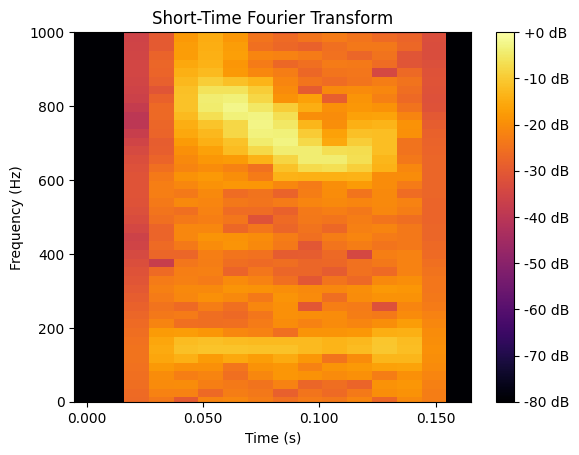 Short-Time Fourier Transform
1000
800
600
400
200
0
Frequency (Hz)
0.000
0.050
0.100
0.150
Time (s)
+0 dB
-10 dB
-20 dB
-30 dB
-40 dB
-50 dB
-60 dB
-70 dB
-80 dB